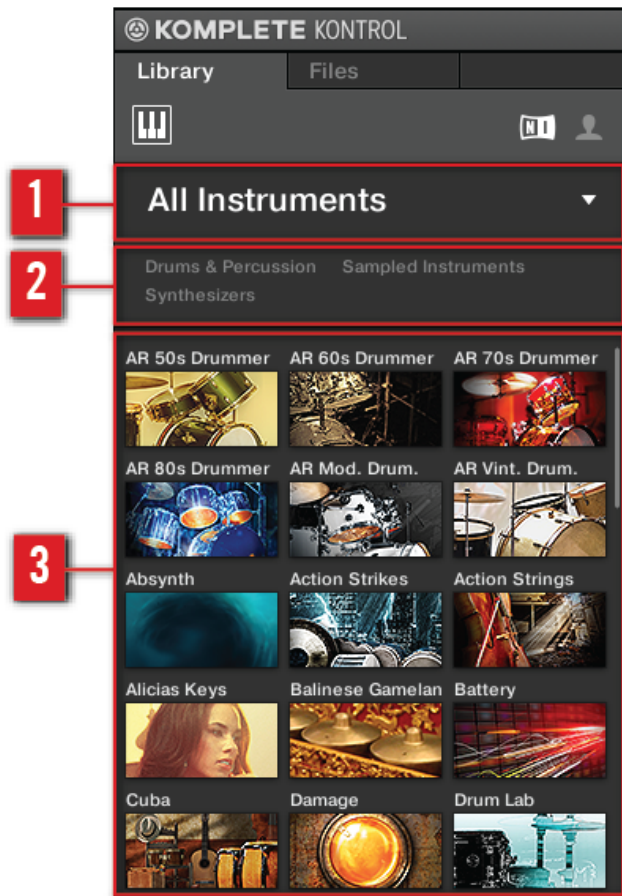 KOMPLETE KONTROL
Library Files
NI
1 All Instruments
2 Drums & Percussion Sampled Instruments
Synthesizers
3
AR 50s Drummer AR 60s Drummer AR 70s Drummer
AR 80s Drummer AR Mod. Drum. AR Vint. Drum.
Absynth Action Strikes Action Strings
Alicias Keys Balinese Gamelan Battery
Cuba Damage Drum Lab